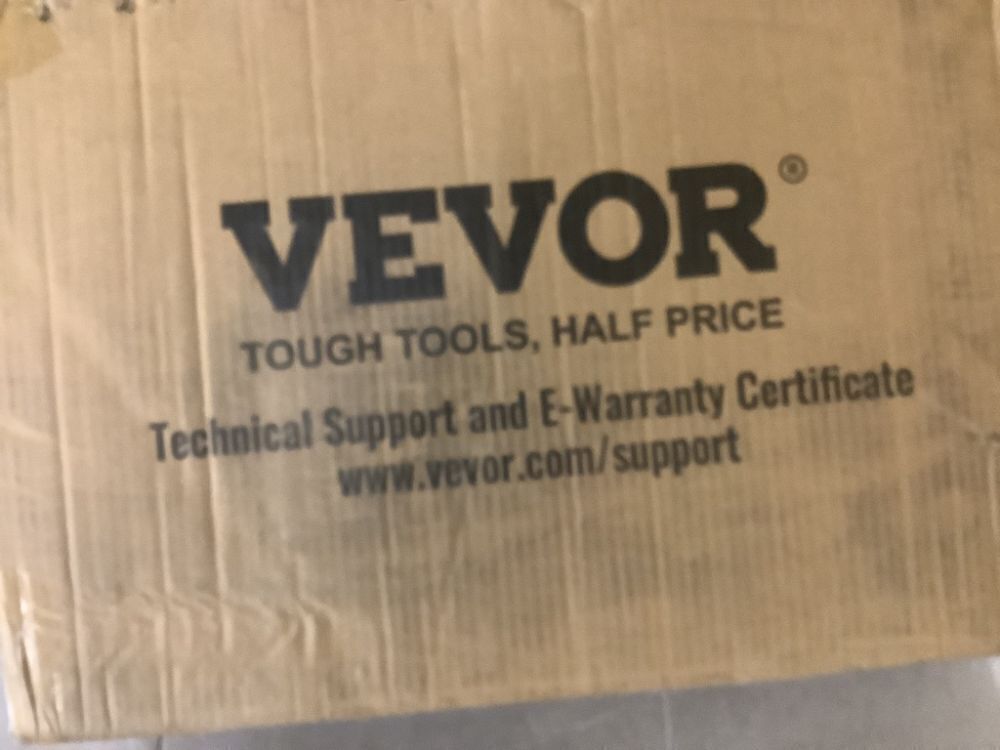 VEVOR®
TOUGH TOOLS, HALF PRICE
Technical Support and E-Warranty Certificate
www.vevor.com/support